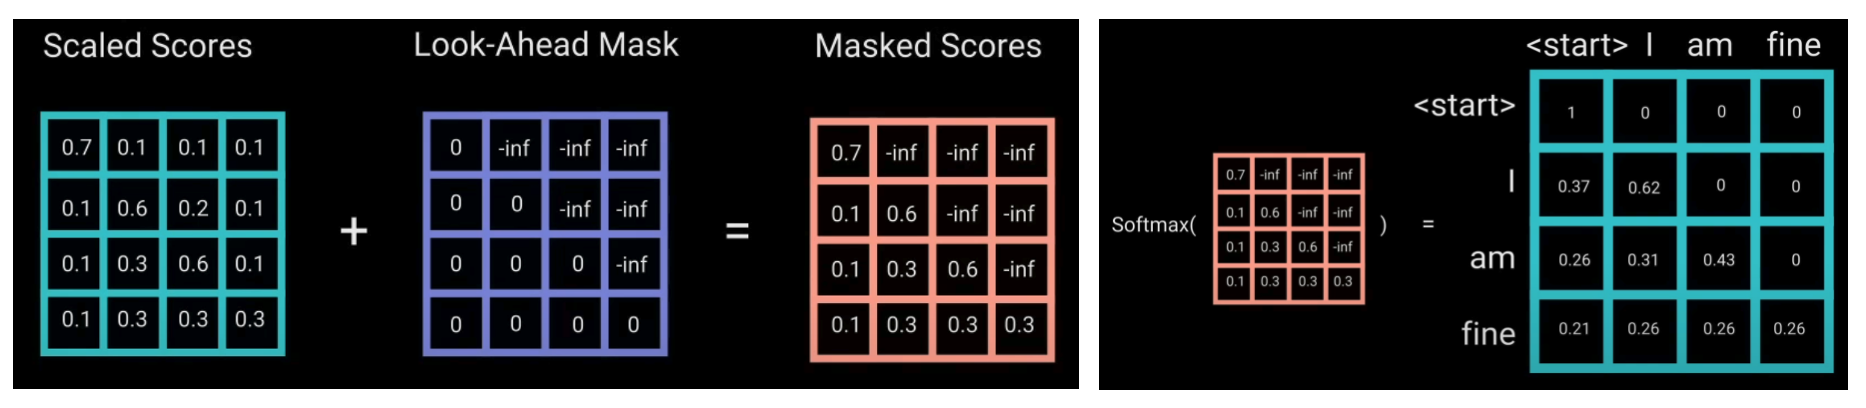 Scaled Scores
0.7 0.1 0.1 0.1
0.1 0.6 0.2 0.1
0.1 0.3 0.6 0.1
0.1 0.3 0.3 0.3
+
Look-Ahead Mask
0 -inf -inf -inf
0 0 -inf -inf
0 0 0 -inf
0 0 0 0
=
Masked Scores
0.7 -inf -inf -inf
0.1 0.6 -inf -inf
0.1 0.3 0.6 -inf
0.1 0.3 0.3 0.3
Softmax(
0.7 -inf -inf -inf
0.1 0.6 -inf -inf
0.1 0.3 0.6 -inf
0.1 0.3 0.3 0.3
) =
<start> I am fine
<start> 1 0 0 0
I 0.37 0.62 0 0
am 0.26 0.31 0.43 0
fine 0.21 0.26 0.26 0.26